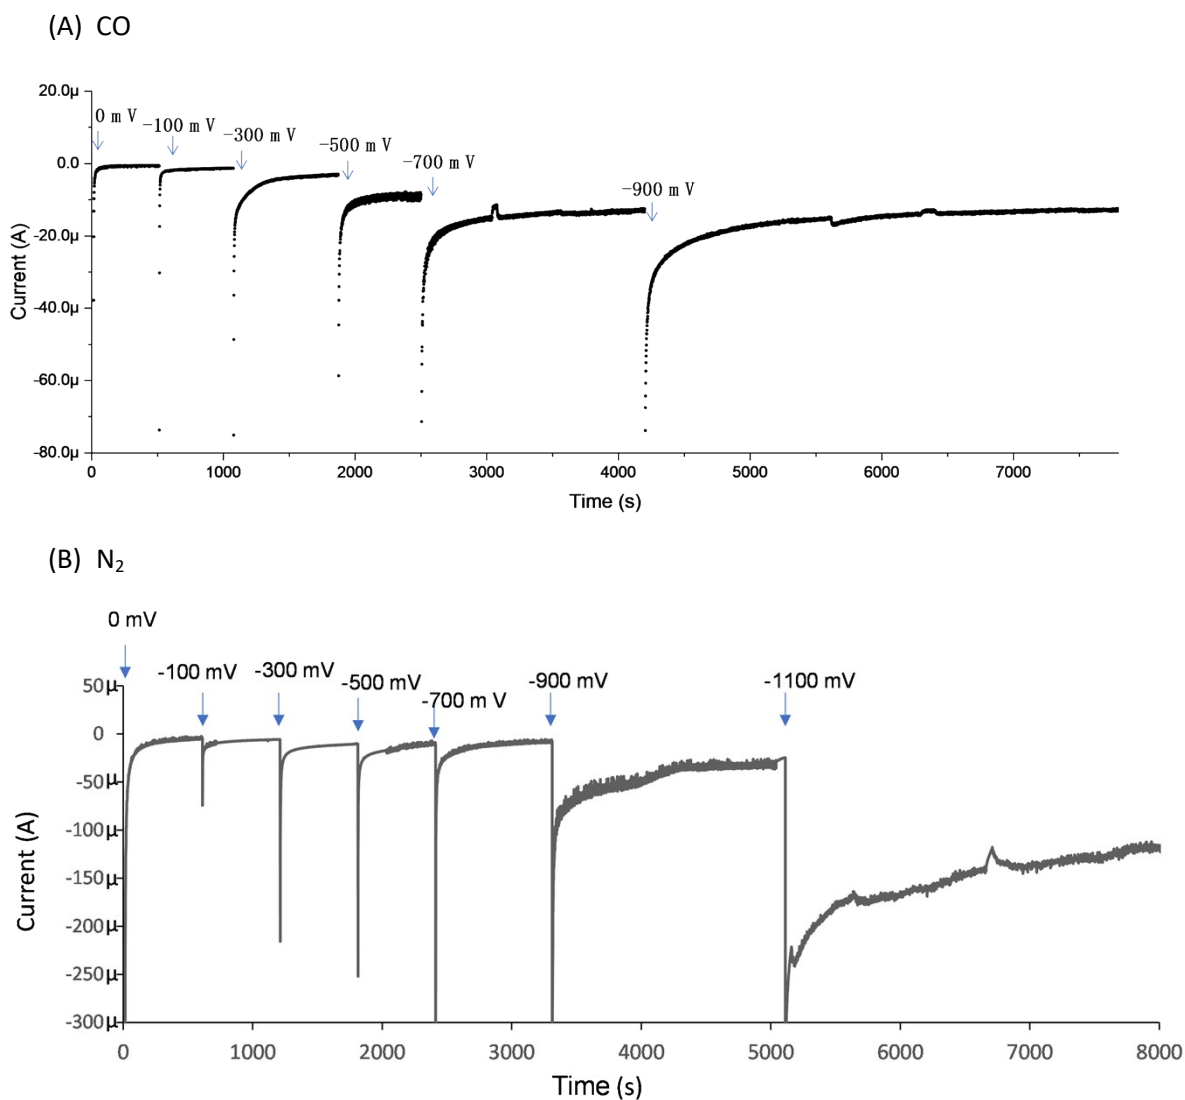 (A) CO
20.0µ
0 m V
−100 m V
−300 m V
−500 m V
−700 m V
−900 m V
0.0
-20.0µ
-40.0µ
-60.0µ
-80.0µ
Current (A)
0 1000 2000 3000 4000 5000 6000 7000
Time (s)
(B) N₂
0 mV
-100 mV
-300 mV
-500 mV
-700 m V
-900 mV
-1100 mV
50µ
0
-50µ
-100µ
-150µ
-200µ
-250µ
-300µ
Current (A)
0 1000 2000 3000 4000 5000 6000 7000 8000
Time (s)